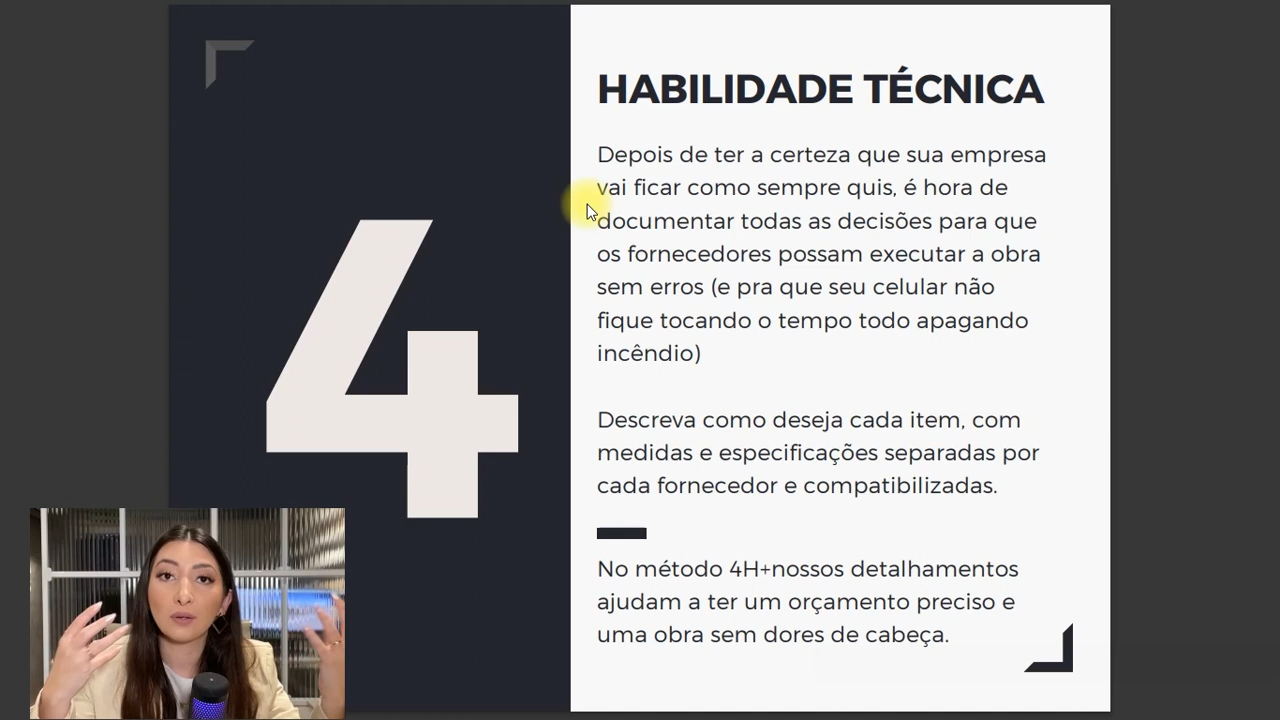 4
HABILIDADE TÉCNICA
Depois de ter a certeza que sua empresa
vai ficar como sempre quis, é hora de
documentar todas as decisões para que
os fornecedores possam executar a obra
sem erros (e pra que seu celular não
fique tocando o tempo todo apagando
incêndio)
Descreva como deseja cada item, com
medidas e especificações separadas por
cada fornecedor e compatibilizadas.
No método 4H+nossos detalhamentos
ajudam a ter um orçamento preciso e
uma obra sem dores de cabeça.